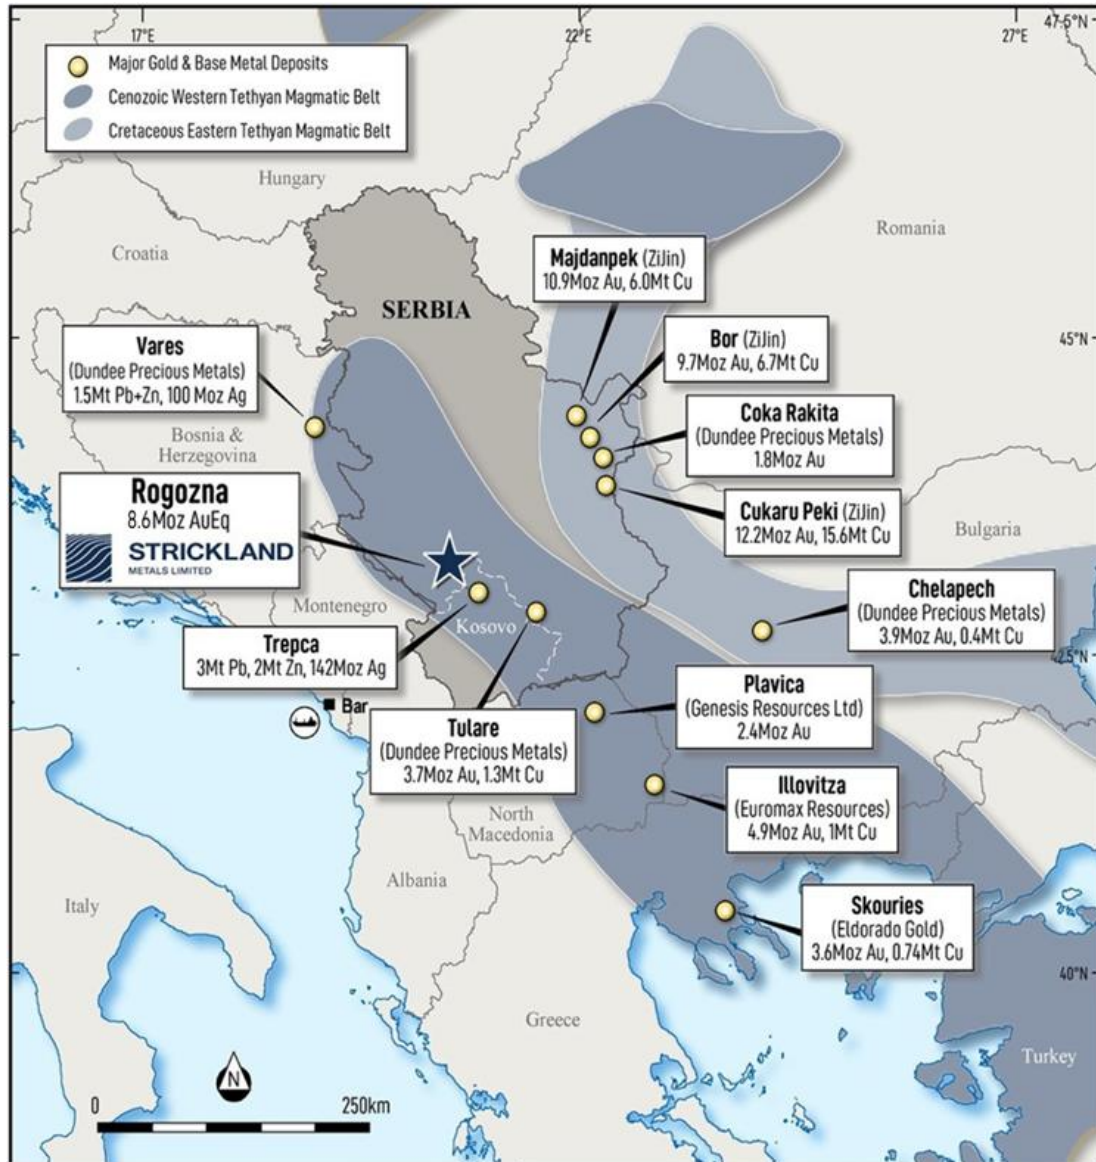 17°E
22°E
27°E
47.5°N
Major Gold & Base Metal Deposits
Cenozoic Western Tethyan Magmatic Belt
Cretaceous Eastern Tethyan Magmatic Belt
Hungary
Romania
Croatia
Majdanpek (ZiJin)
10.9Moz Au, 6.0Mt Cu
SERBIA
45°N
Vares
(Dundee Precious Metals)
1.5Mt Pb+Zn, 100 Moz Ag
Bor (ZiJin)
9.7Moz Au, 6.7Mt Cu
Coka Rakita
(Dundee Precious Metals)
1.8Moz Au
Bosnia &
Herzegovina
Rogozna
8.6Moz AuEq
STRICKLAND
METALS LIMITED
Cukaru Peki (ZiJin)
12.2Moz Au, 15.6Mt Cu
Bulgaria
Chelapech
(Dundee Precious Metals)
3.9Moz Au, 0.4Mt Cu
Montenegro
Kosovo
Trepca
3Mt Pb, 2Mt Zn, 142Moz Ag
42.5°N
Bar
Plavica
(Genesis Resources Ltd)
2.4Moz Au
Tulare
(Dundee Precious Metals)
3.7Moz Au, 1.3Mt Cu
Illovitza
(Euromax Resources)
4.9Moz Au, 1Mt Cu
North
Macedonia
Albania
Italy
Skouries
(Eldorado Gold)
3.6Moz Au, 0.74Mt Cu
40°N
Greece
Turkey
N
0
250km